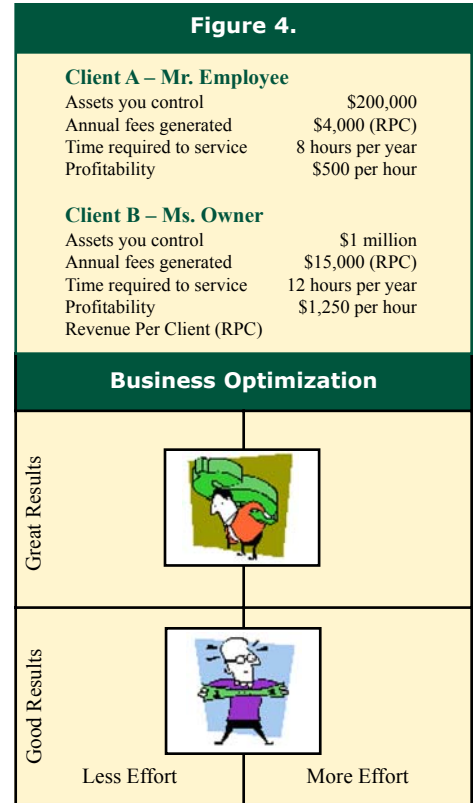 Figure 4.
Client A – Mr. Employee
Assets you control $200,000
Annual fees generated $4,000 (RPC)
Time required to service 8 hours per year
Profitability $500 per hour
Client B – Ms. Owner
Assets you control $1 million
Annual fees generated $15,000 (RPC)
Time required to service 12 hours per year
Profitability $1,250 per hour
Revenue Per Client (RPC)
Business Optimization
Great Results
Good Results
Less Effort More Effort